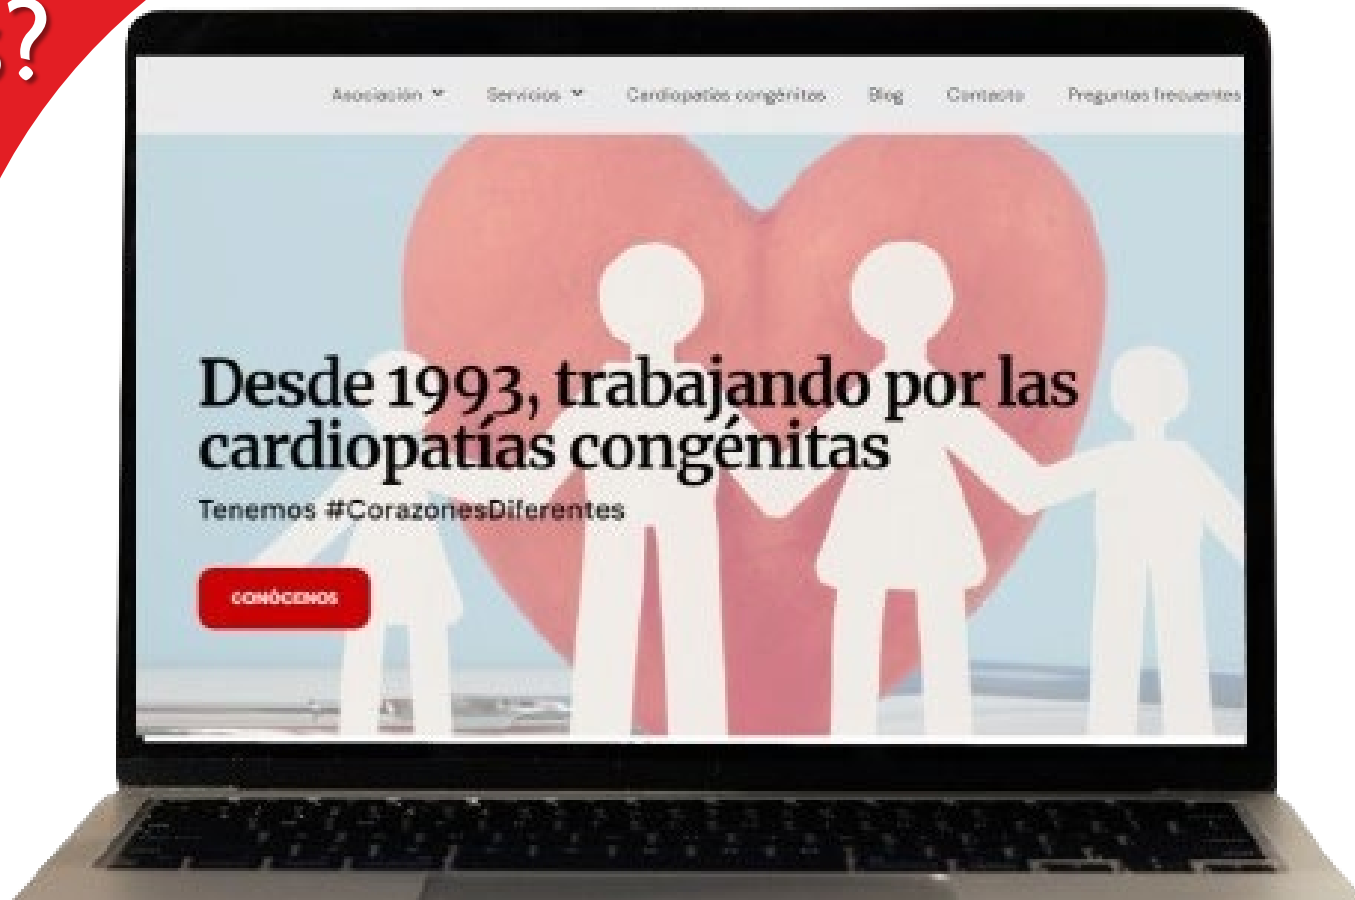 ?
Asociación Servicios Cardiopatías congénitas Blog Contacto Preguntas frecuentes
Desde 1993, trabajando por las
cardiopatías congénitas
Tenemos #CorazonesDiferentes
CONÓCENOS